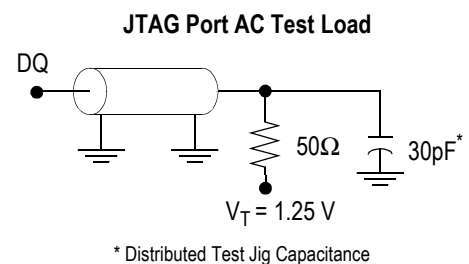 JTAG Port AC Test Load
DQ
50Ω
30pF*
VT = 1.25 V
* Distributed Test Jig Capacitance